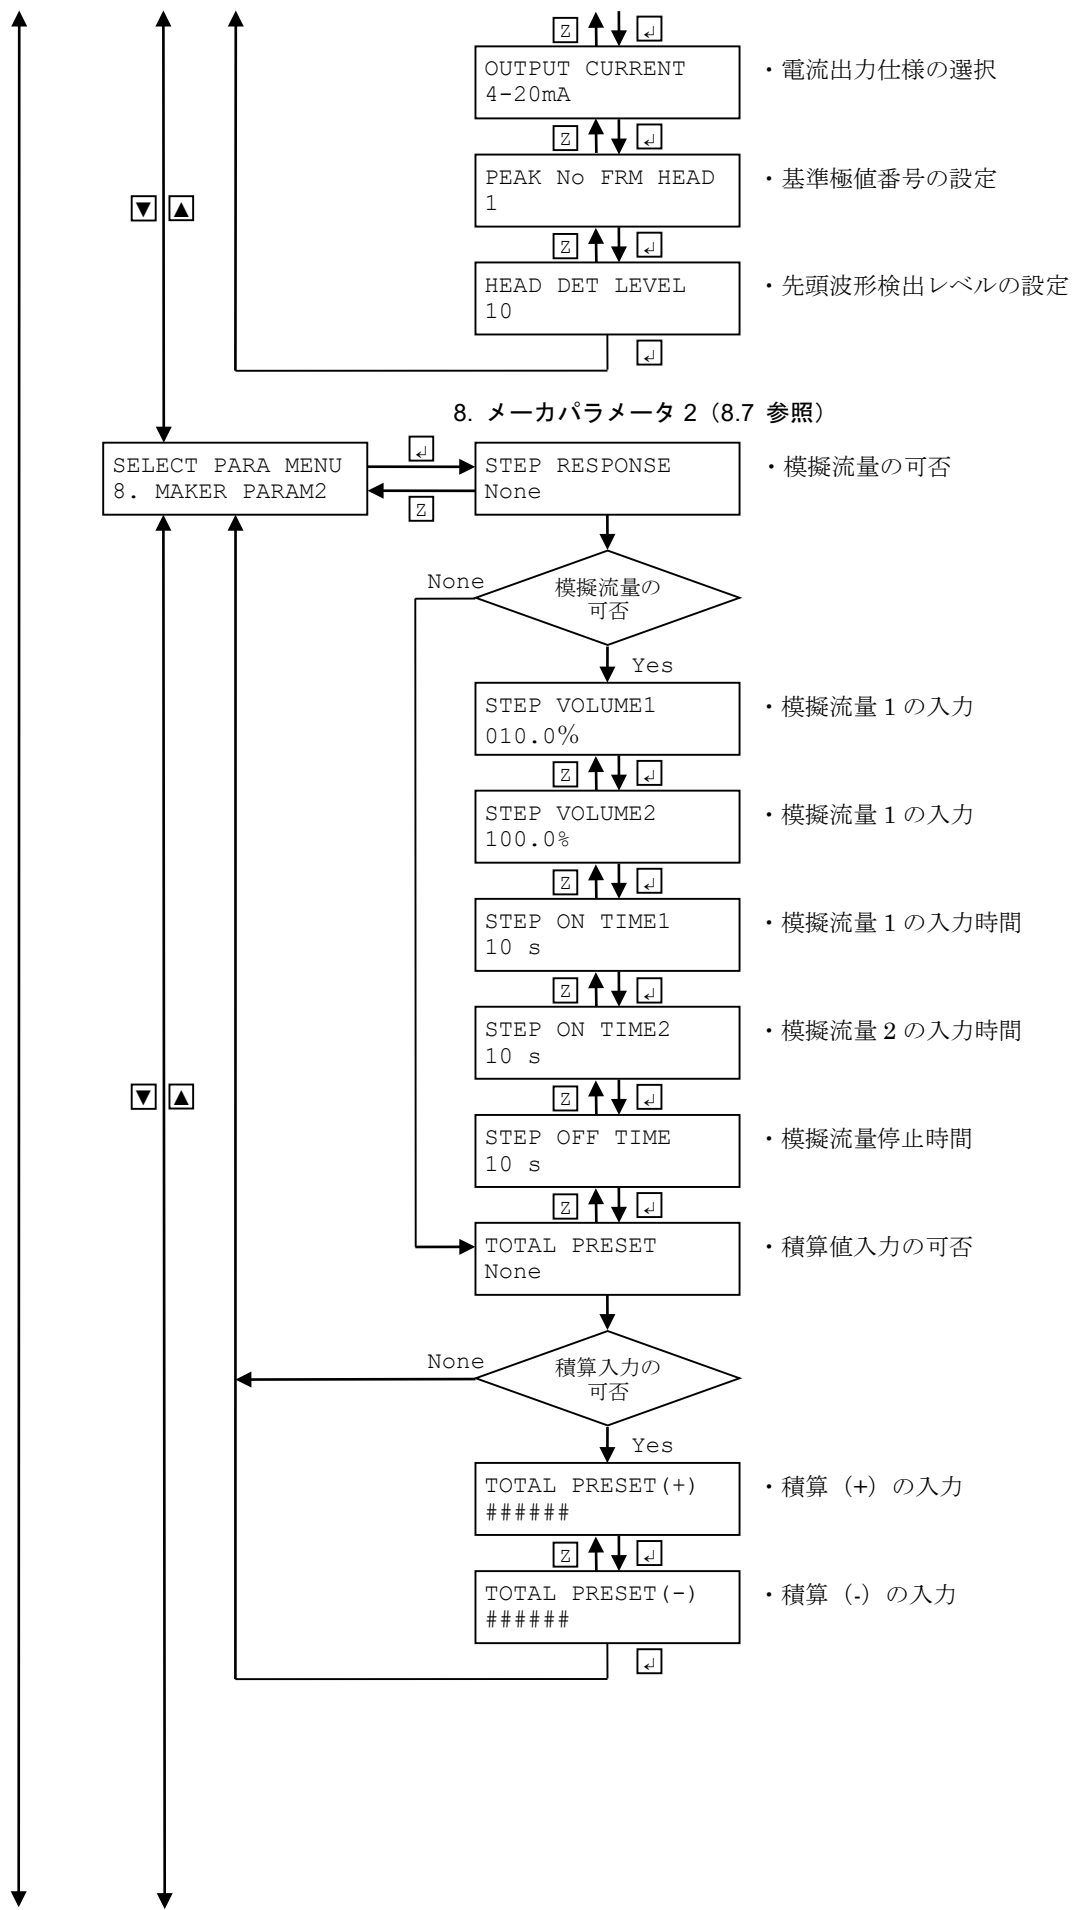 Z ↵
OUTPUT CURRENT
4-20mA
・電流出力仕様の選択
Z ↵
PEAK No FRM HEAD
1
・基準極値番号の設定
▼ ▲
Z ↵
HEAD DET LEVEL
10
・先頭波形検出レベルの設定
↵
8. メーカパラメータ 2（8.7 参照）
SELECT PARA MENU
8. MAKER PARAM2
↵
Z
STEP RESPONSE
None
・模擬流量の可否
None
模擬流量の
可否
Yes
STEP VOLUME1
010.0%
・模擬流量 1 の入力
Z ↵
STEP VOLUME2
100.0%
・模擬流量 1 の入力
Z ↵
STEP ON TIME1
10 s
・模擬流量 1 の入力時間
Z ↵
STEP ON TIME2
10 s
・模擬流量 2 の入力時間
▼ ▲
Z ↵
STEP OFF TIME
10 s
・模擬流量停止時間
Z ↵
TOTAL PRESET
None
・積算値入力の可否
None
積算入力の
可否
Yes
TOTAL PRESET(+)
######
・積算（+）の入力
Z ↵
TOTAL PRESET(-)
######
・積算（-）の入力
↵